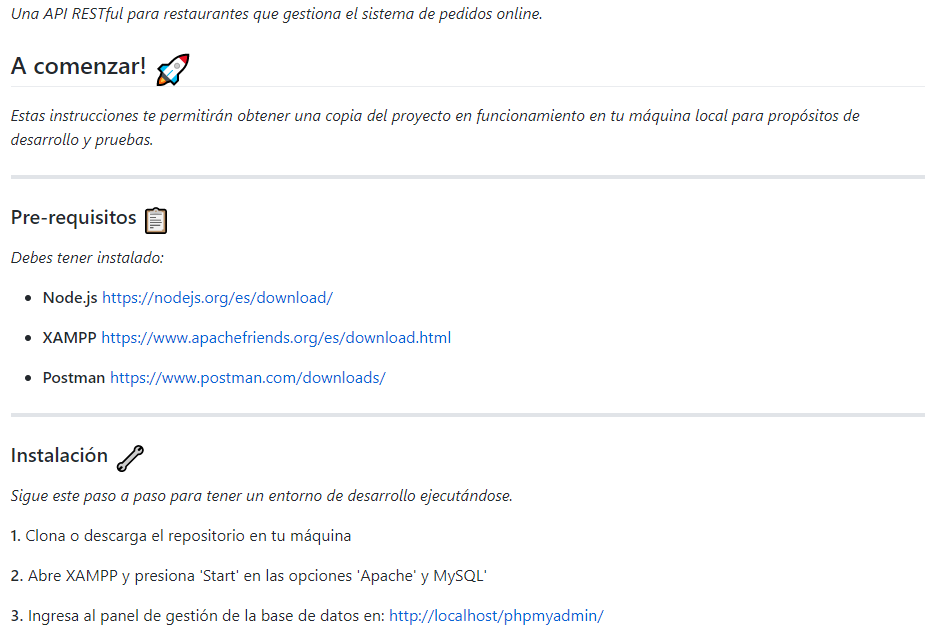 Una API RESTful para restaurantes que gestiona el sistema de pedidos online.
A comenzar!
Estas instrucciones te permitirán obtener una copia del proyecto en funcionamiento en tu máquina local para propósitos de
desarrollo y pruebas.
Pre-requisitos
Debes tener instalado:
• Node.js https://nodejs.org/es/download/
• XAMPP https://www.apachefriends.org/es/download.html
• Postman https://www.postman.com/downloads/
Instalación
Sigue este paso a paso para tener un entorno de desarrollo ejecutándose.
1. Clona o descarga el repositorio en tu máquina
2. Abre XAMPP y presiona 'Start' en las opciones 'Apache' y MySQL'
3. Ingresa al panel de gestión de la base de datos en: http://localhost/phpmyadmin/